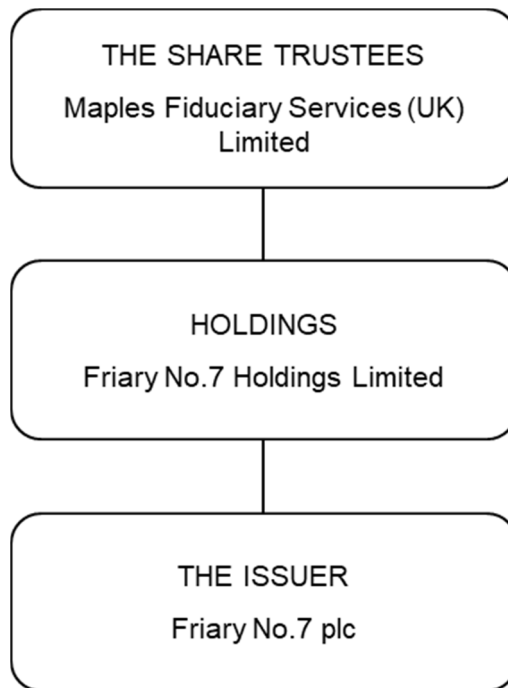 THE SHARE TRUSTEES
Maples Fiduciary Services (UK)
Limited
HOLDINGS
Friary No.7 Holdings Limited
THE ISSUER
Friary No.7 plc